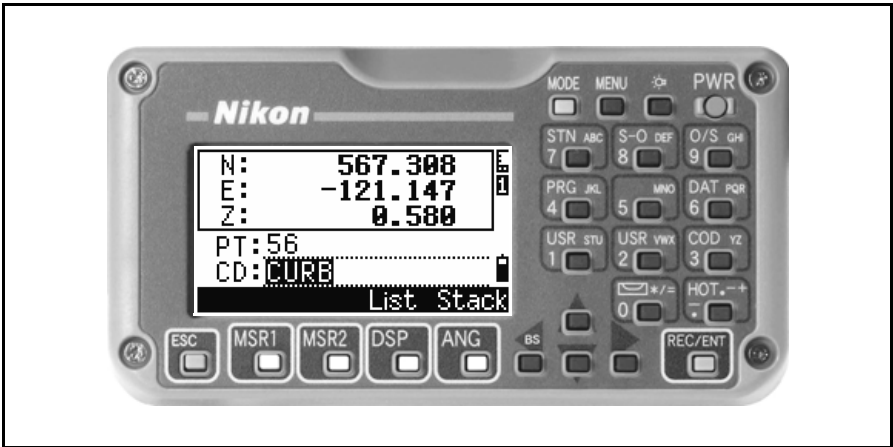 MODE MENU PWR
Nikon
STN ABC S-O DEF O/S GHI
7 8 9
N: 567.308
E: -121.147
Z: 0.580
1
PRG JKL MNO DAT PQR
4 5 6
PT:56
CD:CURB
USR STU USR VWX COD YZ
1 2 3
List Stack
*/= HOT.-+
0 .
ESC MSR1 MSR2 DSP ANG BS REC/ENT